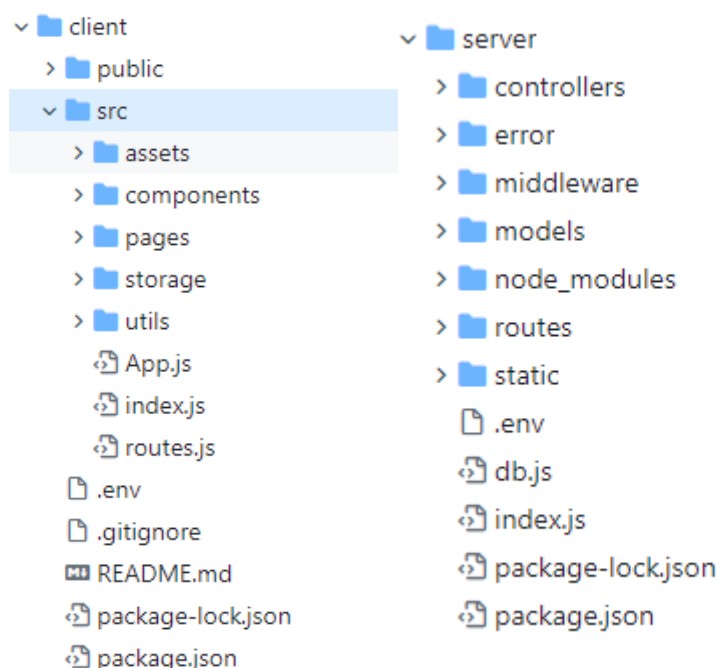 client
public
src
assets
components
pages
storage
utils
App.js
index.js
routes.js
.env
.gitignore
README.md
package-lock.json
package.json
server
controllers
error
middleware
models
node_modules
routes
static
.env
db.js
index.js
package-lock.json
package.json